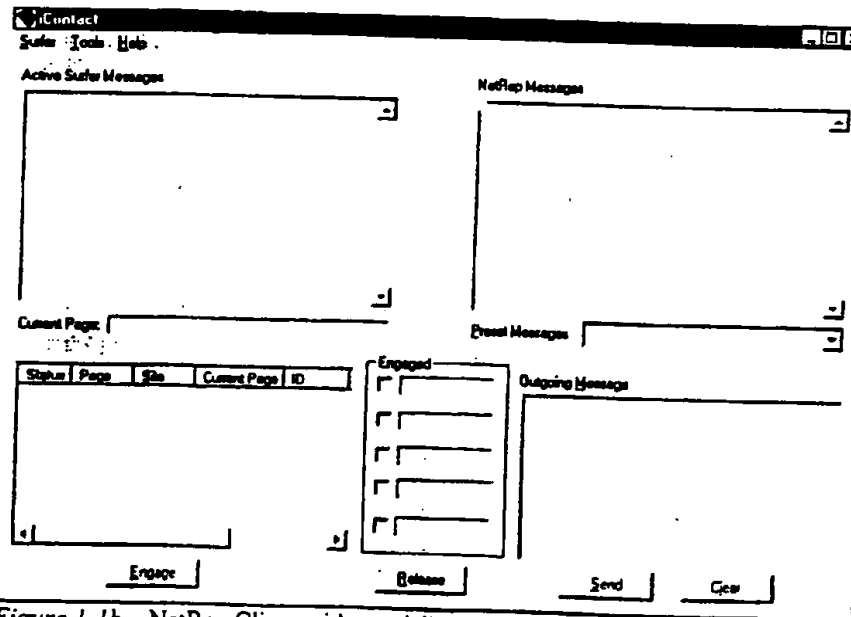 iContact
Surfer Tools Help
Active Surfer Messages
NetRep Messages
Current Page:
Preset Messages
Status Page Site Current Page ID
Engaged
Outgoing Message
Engage
Release
Send
Clear